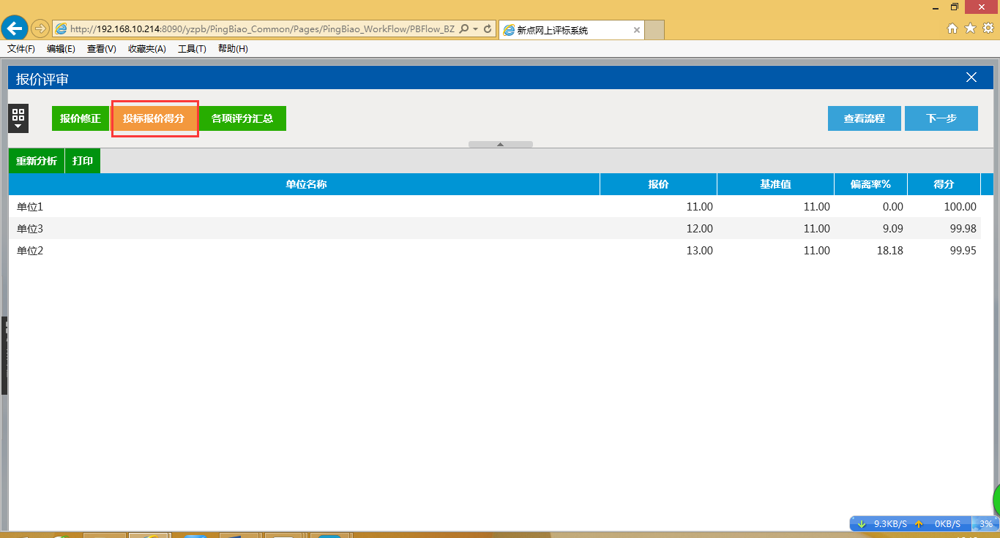 http://192.168.10.214:8090/yzpb/PingBiao_Common/Pages/PingBiao_WorkFlow/PBFlow_BZ
新点网上评标系统
文件(F) 编辑(E) 查看(V) 收藏夹(A) 工具(T) 帮助(H)
报价评审
报价修正 投标报价得分 各项评分汇总 查看流程 下一步
重新分析 打印
单位名称 报价 基准值 偏离率% 得分
单位1 11.00 11.00 0.00 100.00
单位3 12.00 11.00 9.09 99.98
单位2 13.00 11.00 18.18 99.95
9.3KB/S 0KB/S 3%